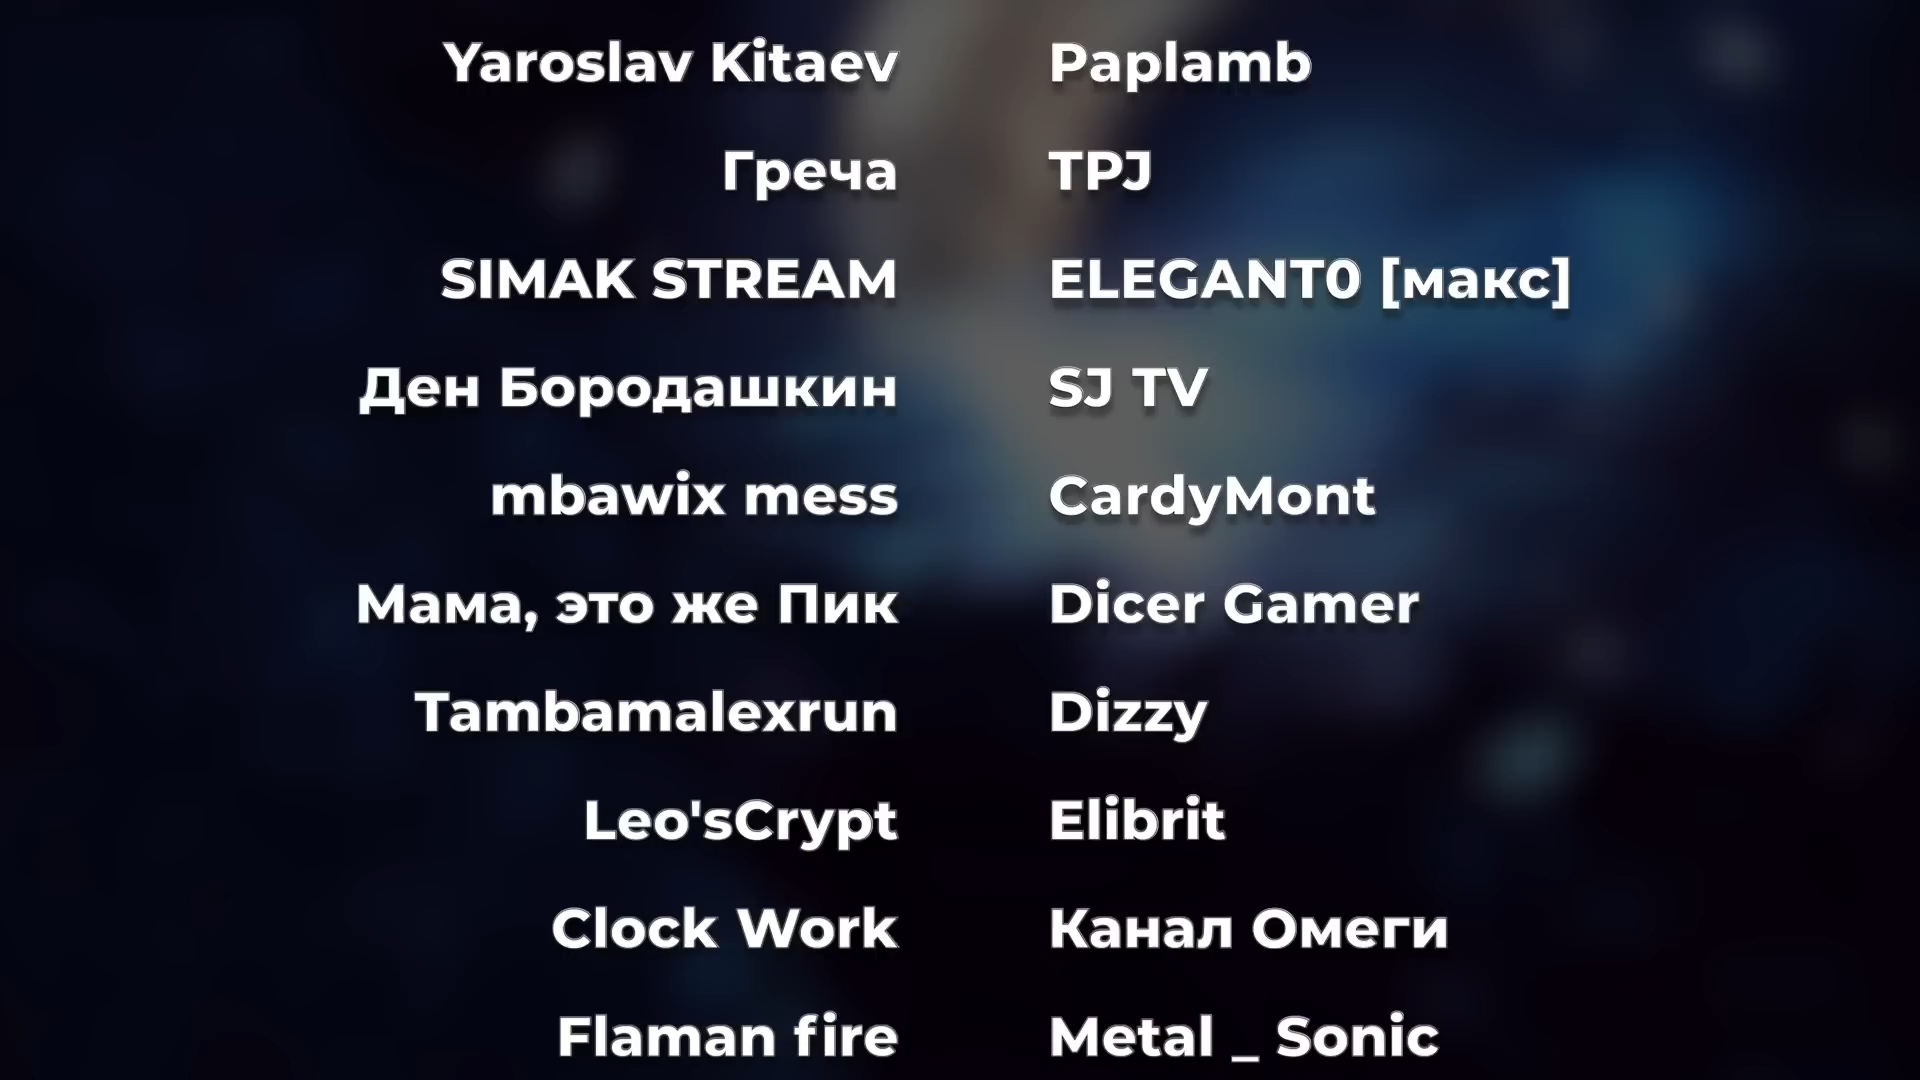 Yaroslav Kitaev Paplamb
Греча TPJ
SIMAK STREAM ELEGANT0 [макс]
Ден Бородашкин SJ TV
mbawix mess CardyMont
Мама, это же Пик Dicer Gamer
Tambamalexrun Dizzy
Leo'sCrypt Elibrit
Clock Work Канал Омеги
Flaman fire Metal _ Sonic